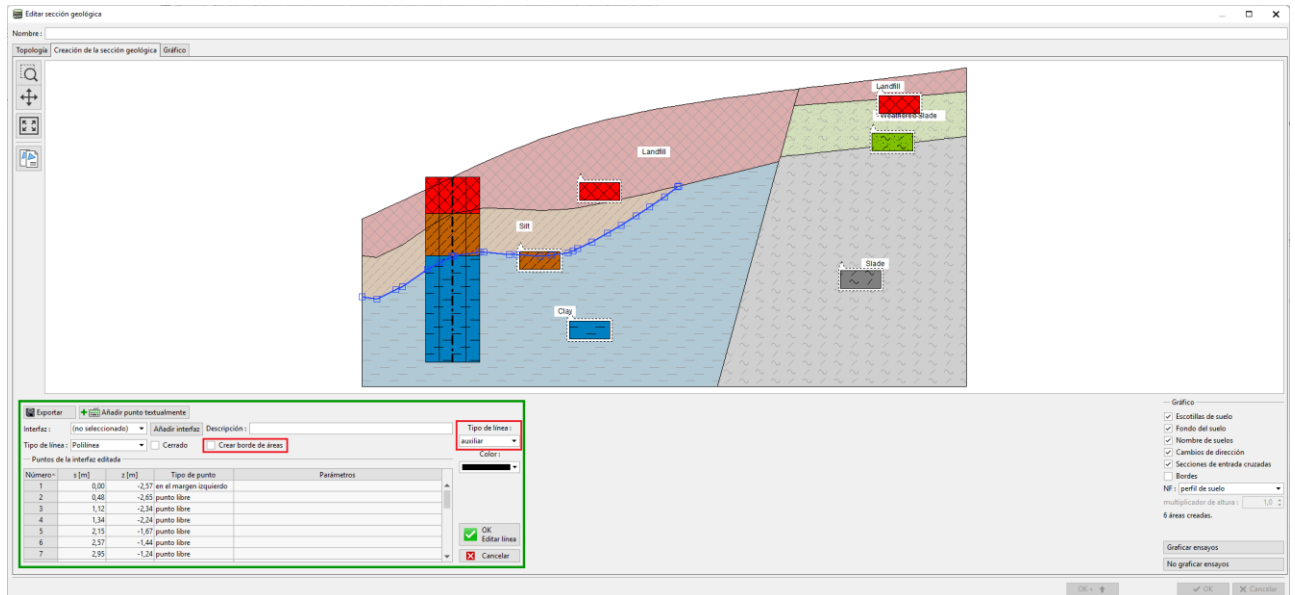 Editar sección geológica
Nombre :
Topología Creación de la sección geológica Gráfico
Landfill
Weathered Slade
Landfill
Silt
Slade
Clay
Exportar Añadir punto textualmente
Interfaz : (no seleccionado) Añadir interfaz Descripción :
Tipo de línea : Polilínea Cerrado Crear borde de áreas
Puntos de la interfaz editada
Número s [m] z [m] Tipo de punto Parámetros
1 0,00 -2,57 en el margen izquierdo
2 0,48 -2,65 punto libre
3 1,12 -2,34 punto libre
4 1,34 -2,24 punto libre
5 2,15 -1,67 punto libre
6 2,57 -1,44 punto libre
7 2,95 -1,24 punto libre
Tipo de línea :
auxiliar
Color :
OK
Editar línea
Cancelar
Gráfico
Escotillas de suelo
Fondo del suelo
Nombre de suelos
Cambios de dirección
Secciones de entrada cruzadas
Bordes
NF : perfil de suelo
multiplicador de altura : 1,0
6 áreas creadas.
Graficar ensayos
No graficar ensayos
OK + OK Cancelar